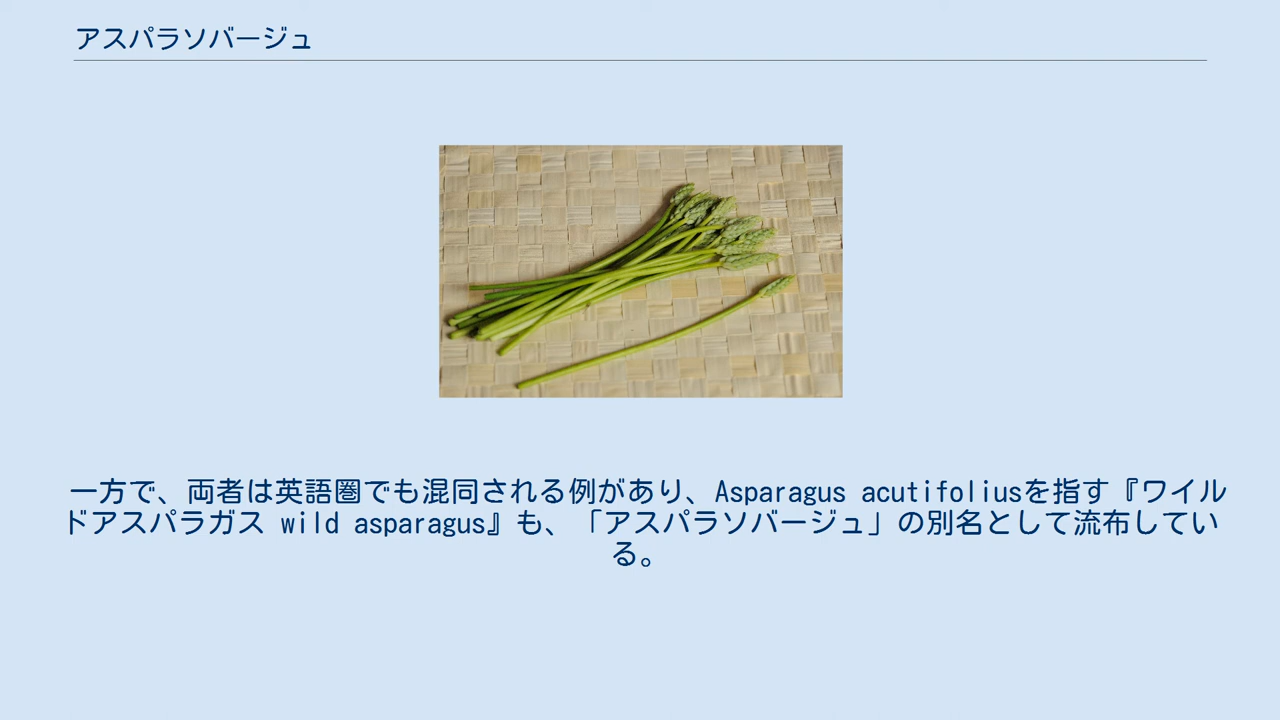 アスパラソバージュ
一方で、両者は英語圏でも混同される例があり、Asparagus acutifoliusを指す『ワイル
ドアスパラガス wild asparagus』も、「アスパラソバージュ」の別名として流布してい
る。